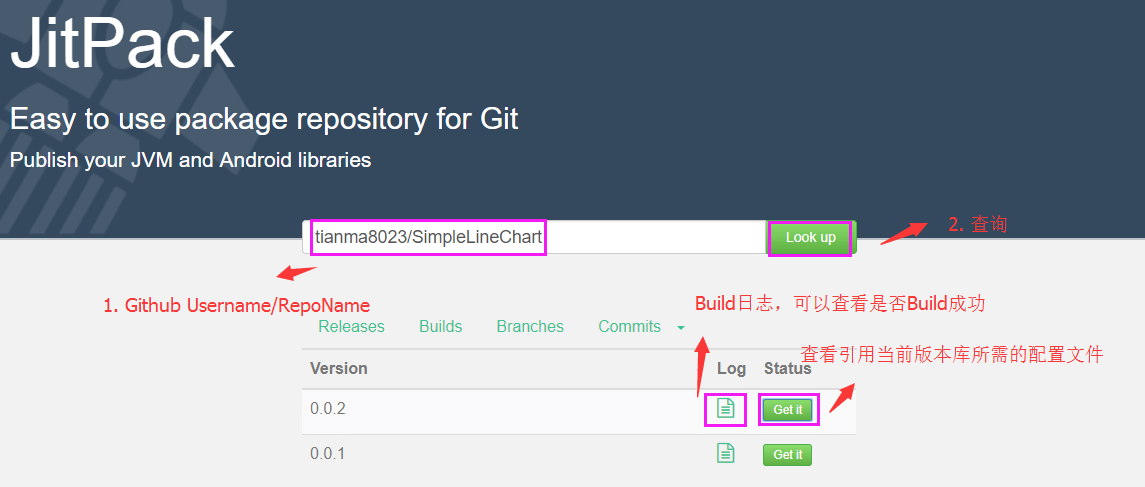 JitPack
Easy to use package repository for Git
Publish your JVM and Android libraries
tianma8023/SimpleLineChart
Look up
2. 查询
1. Github Username/RepoName
Build日志，可以查看是否Build成功
Releases Builds Branches Commits
查看引用当前版本库所需的配置文件
Version Log Status
0.0.2 Get it
0.0.1 Get it